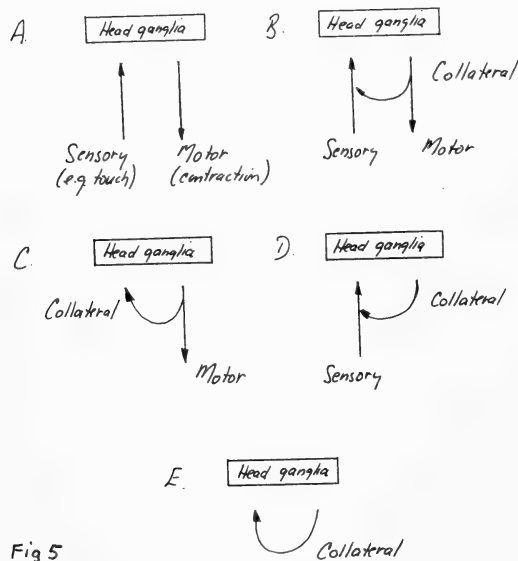 A.
Head ganglia
Sensory
(e.g. touch)
Motor
(contraction)
B.
Head ganglia
Collateral
Sensory
Motor
C.
Head ganglia
Collateral
Motor
D.
Head ganglia
Collateral
Sensory
E.
Head ganglia
Collateral
Fig 5